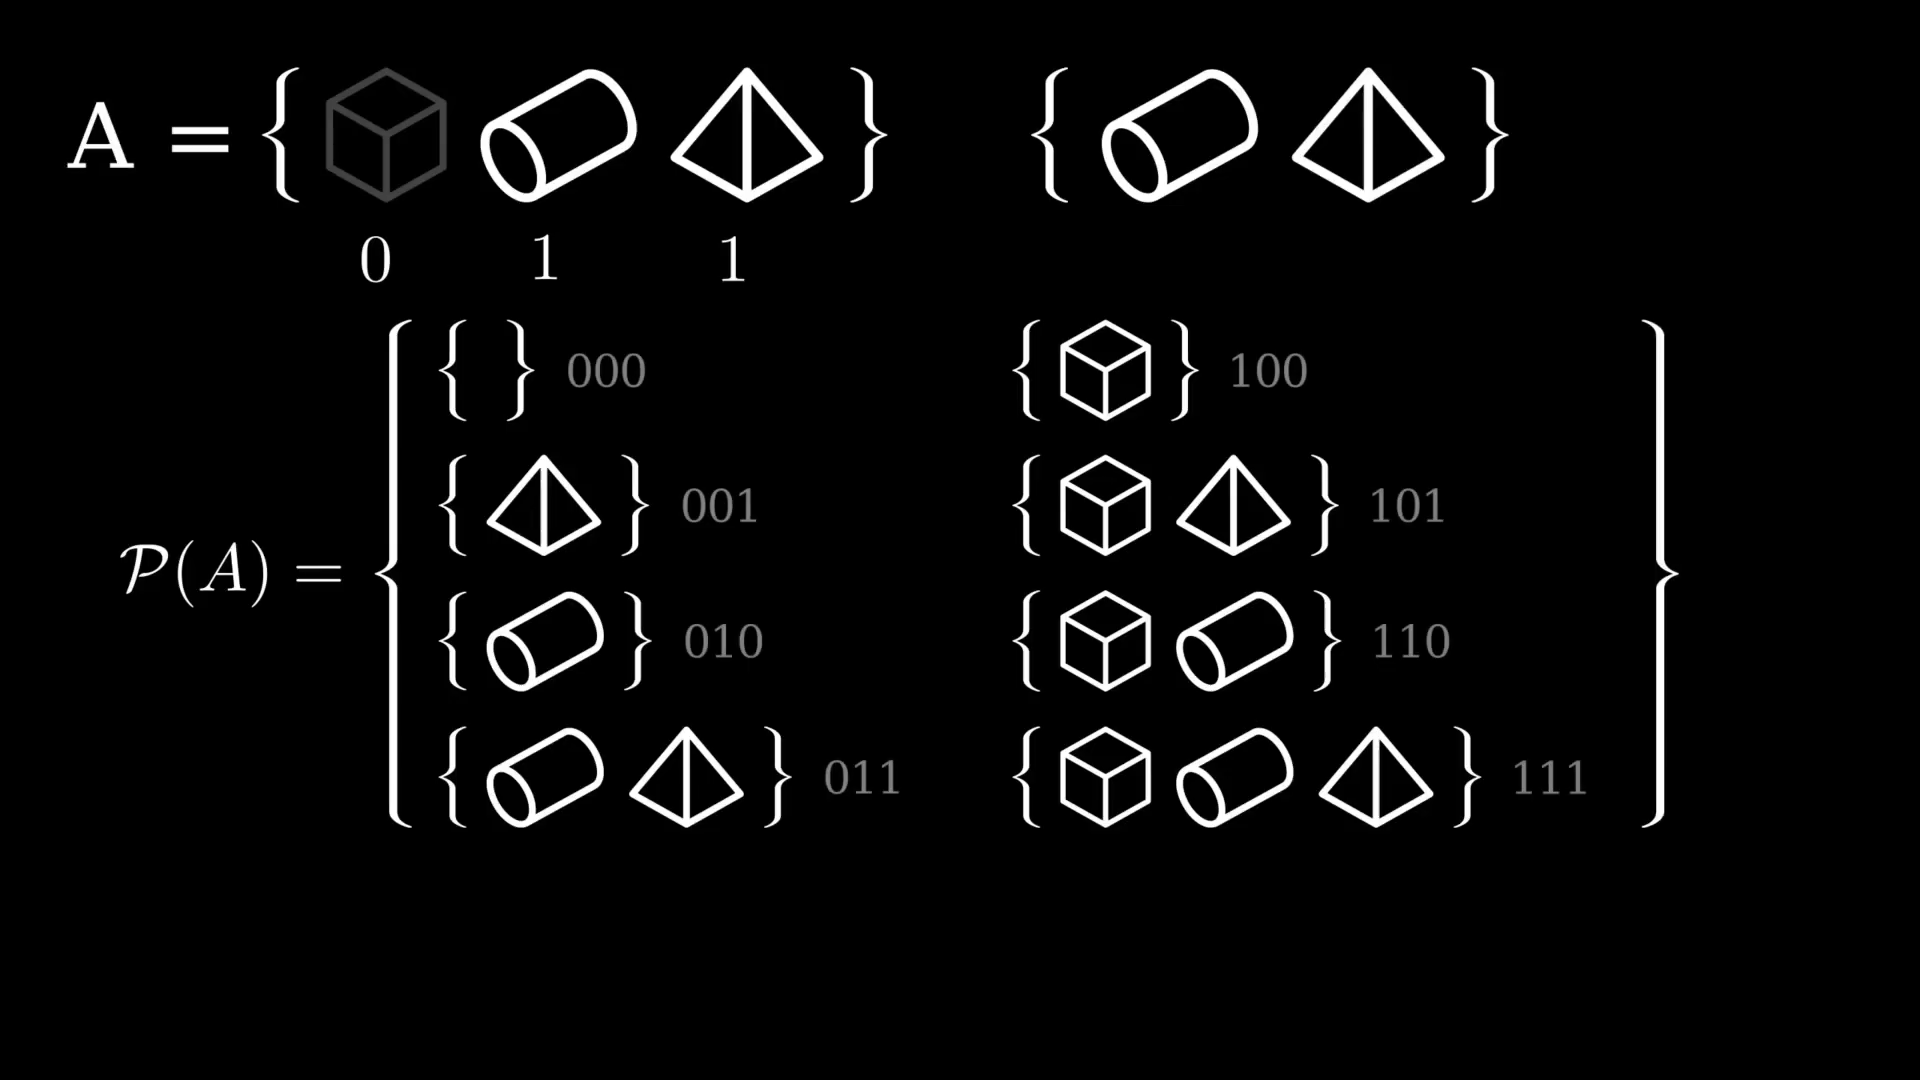 A = { } { }
0 1 1
{ } 000 { } 100
{ } 001 { } 101
𝒫(A) = { }
{ } 010 { } 110
{ } 011 { } 111